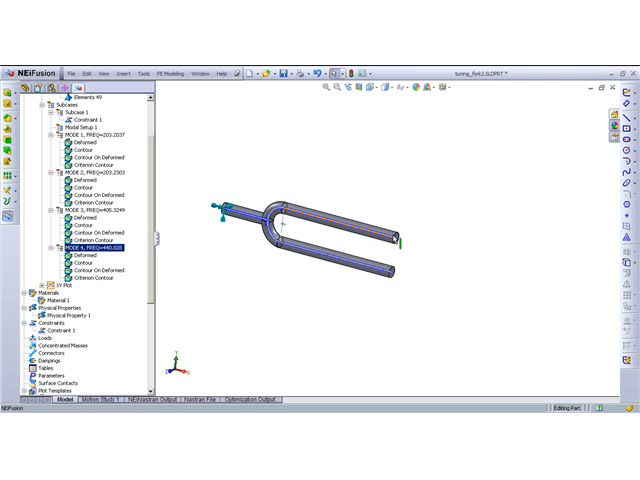 NEiFusion File Edit View Insert Tools FE Modeling Window Help tuning_fork2.SLDPRT *
Elements 49
Subcases
Subcase 1
Constraint 1
Modal Setup 1
MODE 1, FREQ=203.2037
Deformed
Contour
Contour On Deformed
Criterion Contour
MODE 2, FREQ=203.2303
Deformed
Contour
Contour On Deformed
Criterion Contour
MODE 3, FREQ=405.3249
Deformed
Contour
Contour On Deformed
Criterion Contour
MODE 4, FREQ=440.028
Deformed
Contour
Contour On Deformed
Criterion Contour
XY Plot
Materials
Material 1
Physical Properties
Physical Property 1
Constraints
Constraint 1
Loads
Concentrated Masses
Connectors
Dampings
Tables
Parameters
Surface Contacts
Plot Templates
Y
Z
X
Model Motion Study 1 NEiNastran Output Nastran File Optimization Output
NEiFusion Editing Part